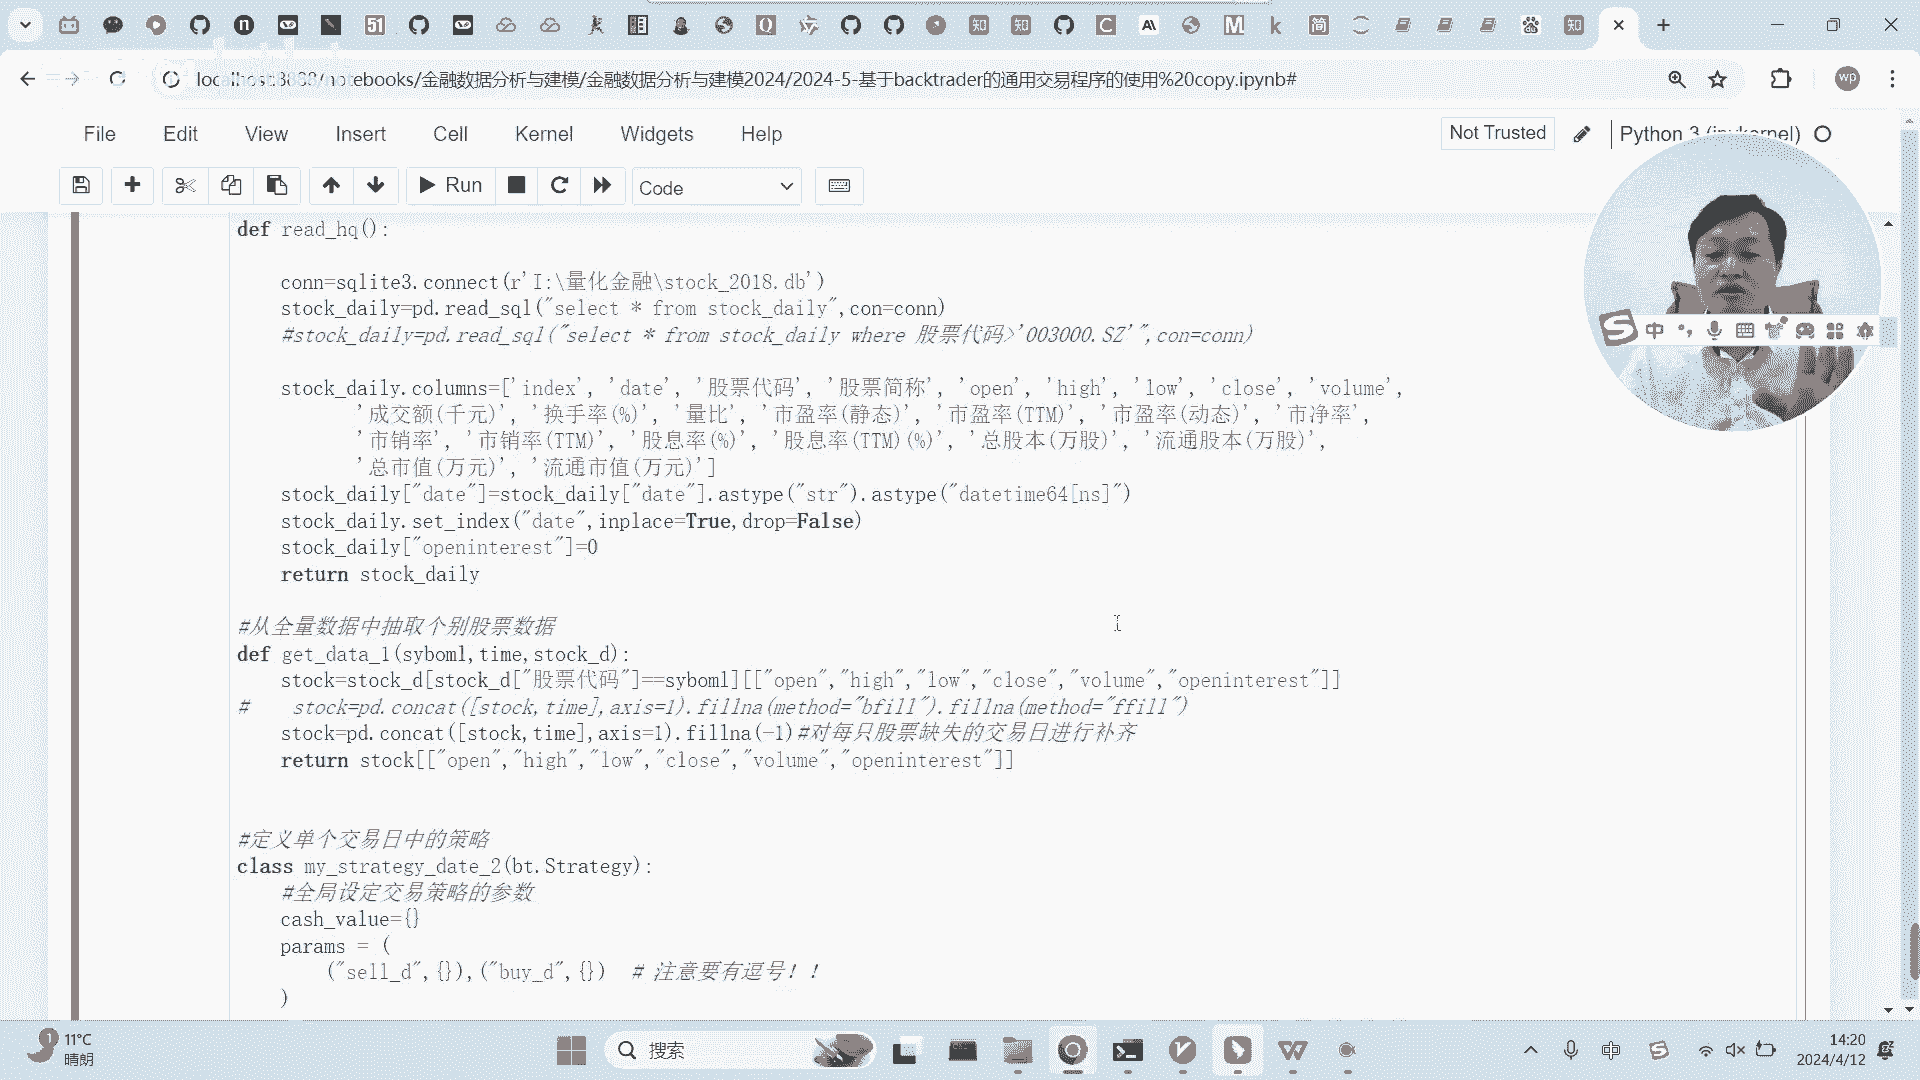 localhost:8888/notebooks/金融数据分析与建模/金融数据分析与建模2024/2024-5-基于backtrader的通用交易程序的使用%20copy.ipynb#
wp
File Edit View Insert Cell Kernel Widgets Help
Not Trusted
Python 3 (ipykernel)
Run
Code
def read_hq():
conn=sqlite3.connect(r'I:\量化金融\stock_2018.db')
stock_daily=pd.read_sql("select * from stock_daily",con=conn)
#stock_daily=pd.read_sql("select * from stock_daily where 股票代码>'003000.SZ'",con=conn)
stock_daily.columns=['index', 'date', '股票代码', '股票简称', 'open', 'high', 'low', 'close', 'volume',
'成交额(千元)', '换手率(%)', '量比', '市盈率(静态)', '市盈率(TTM)', '市盈率(动态)', '市净率',
'市销率', '市销率(TTM)', '股息率(%)', '股息率(TTM)(%)', '总股本(万股)', '流通股本(万股)',
'总市值(万元)', '流通市值(万元)']
stock_daily["date"]=stock_daily["date"].astype("str").astype("datetime64[ns]")
stock_daily.set_index("date",inplace=True,drop=False)
stock_daily["openinterest"]=0
return stock_daily
#从全量数据中抽取个别股票数据
def get_data_1(syboml,time,stock_d):
stock=stock_d[stock_d["股票代码"]==syboml][["open","high","low","close","volume","openinterest"]]
# stock=pd.concat([stock,time],axis=1).fillna(method="bfill").fillna(method="ffill")
stock=pd.concat([stock,time],axis=1).fillna(-1)#对每只股票缺失的交易日进行补齐
return stock[["open","high","low","close","volume","openinterest"]]
#定义单个交易日中的策略
class my_strategy_date_2(bt.Strategy):
#全局设定交易策略的参数
cash_value={}
params = (
("sell_d",{}),("buy_d",{}) # 注意要有逗号！！
)
11°C
晴朗
搜索
中
14:20
2024/4/12